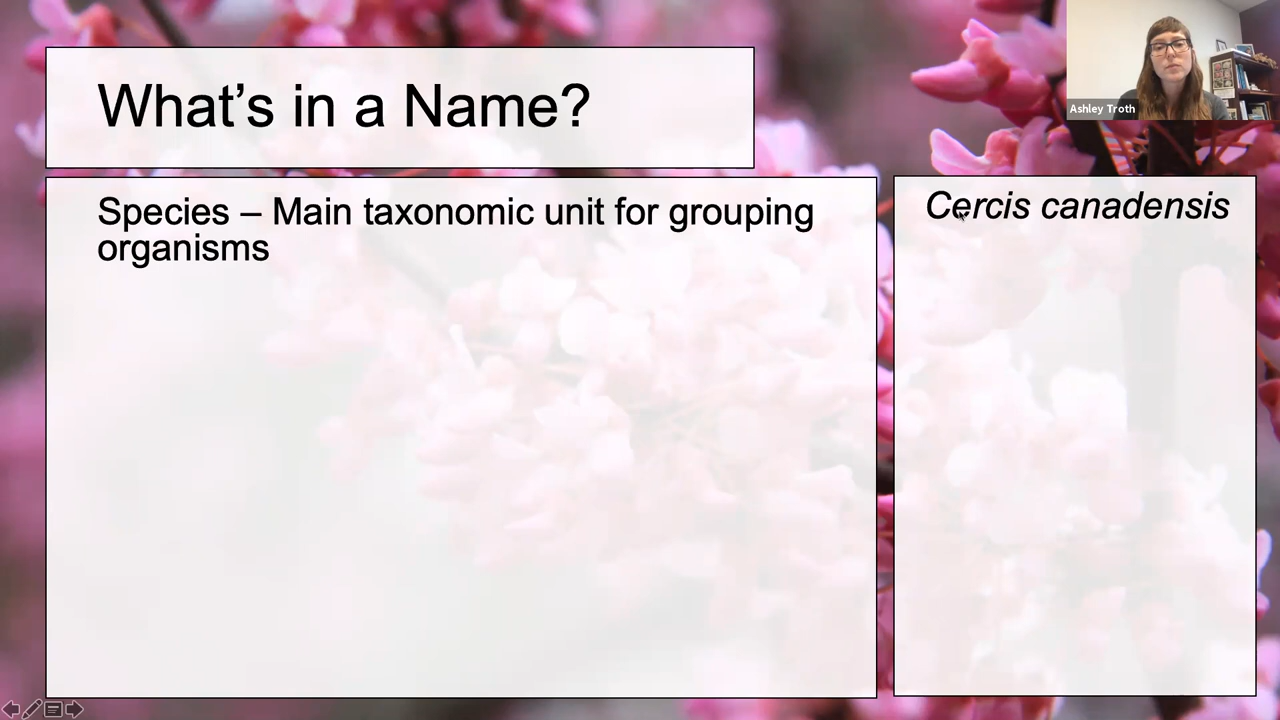 What's in a Name?
Ashley Troth
Species – Main taxonomic unit for grouping
organisms
Cercis canadensis